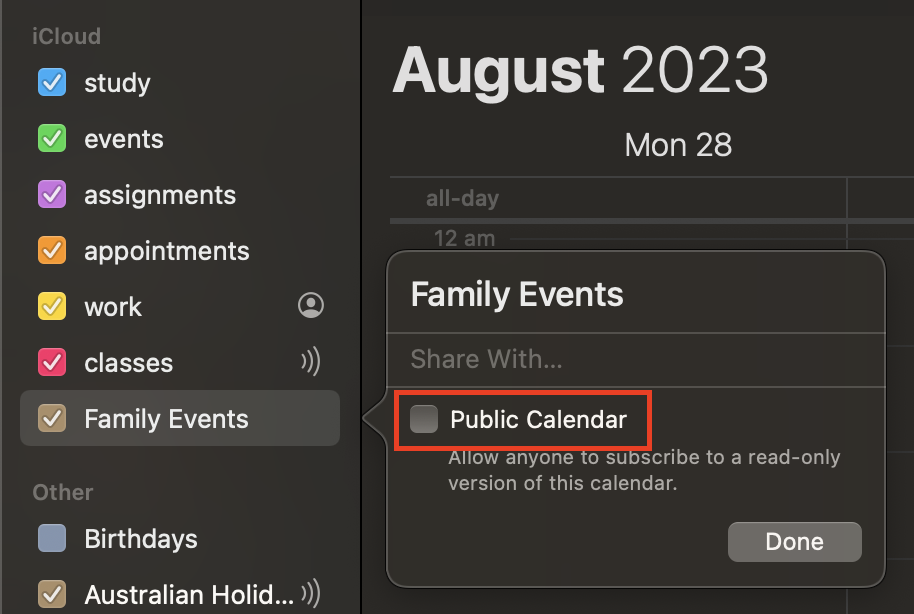 iCloud
study
events
assignments
appointments
work
classes
Family Events
Other
Birthdays
Australian Holid...
August 2023
Mon 28
all-day
12 am
Family Events
Share With...
Public Calendar
Allow anyone to subscribe to a read-only
version of this calendar.
Done